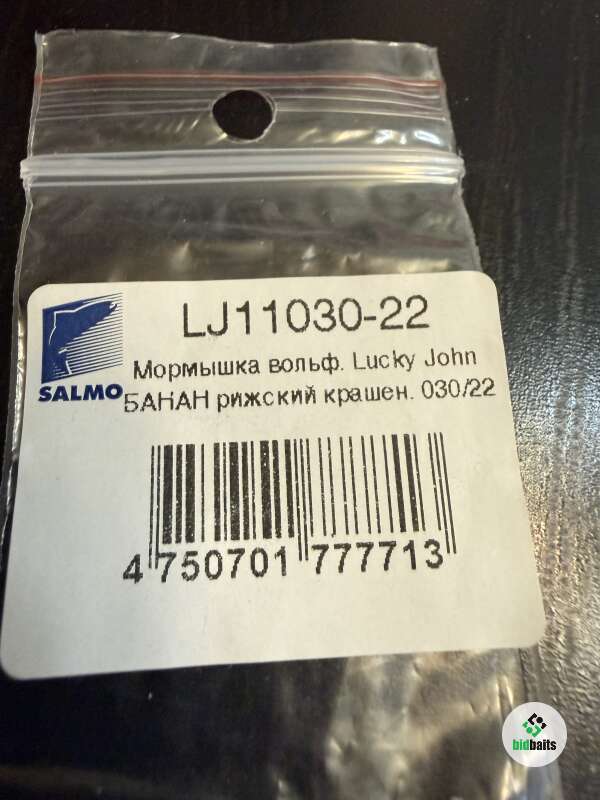 LJ11030-22
Мормышка вольф. Lucky John
SALMO
БАНАН рижский крашен. 030/22
4 750701 777713
bidbaits